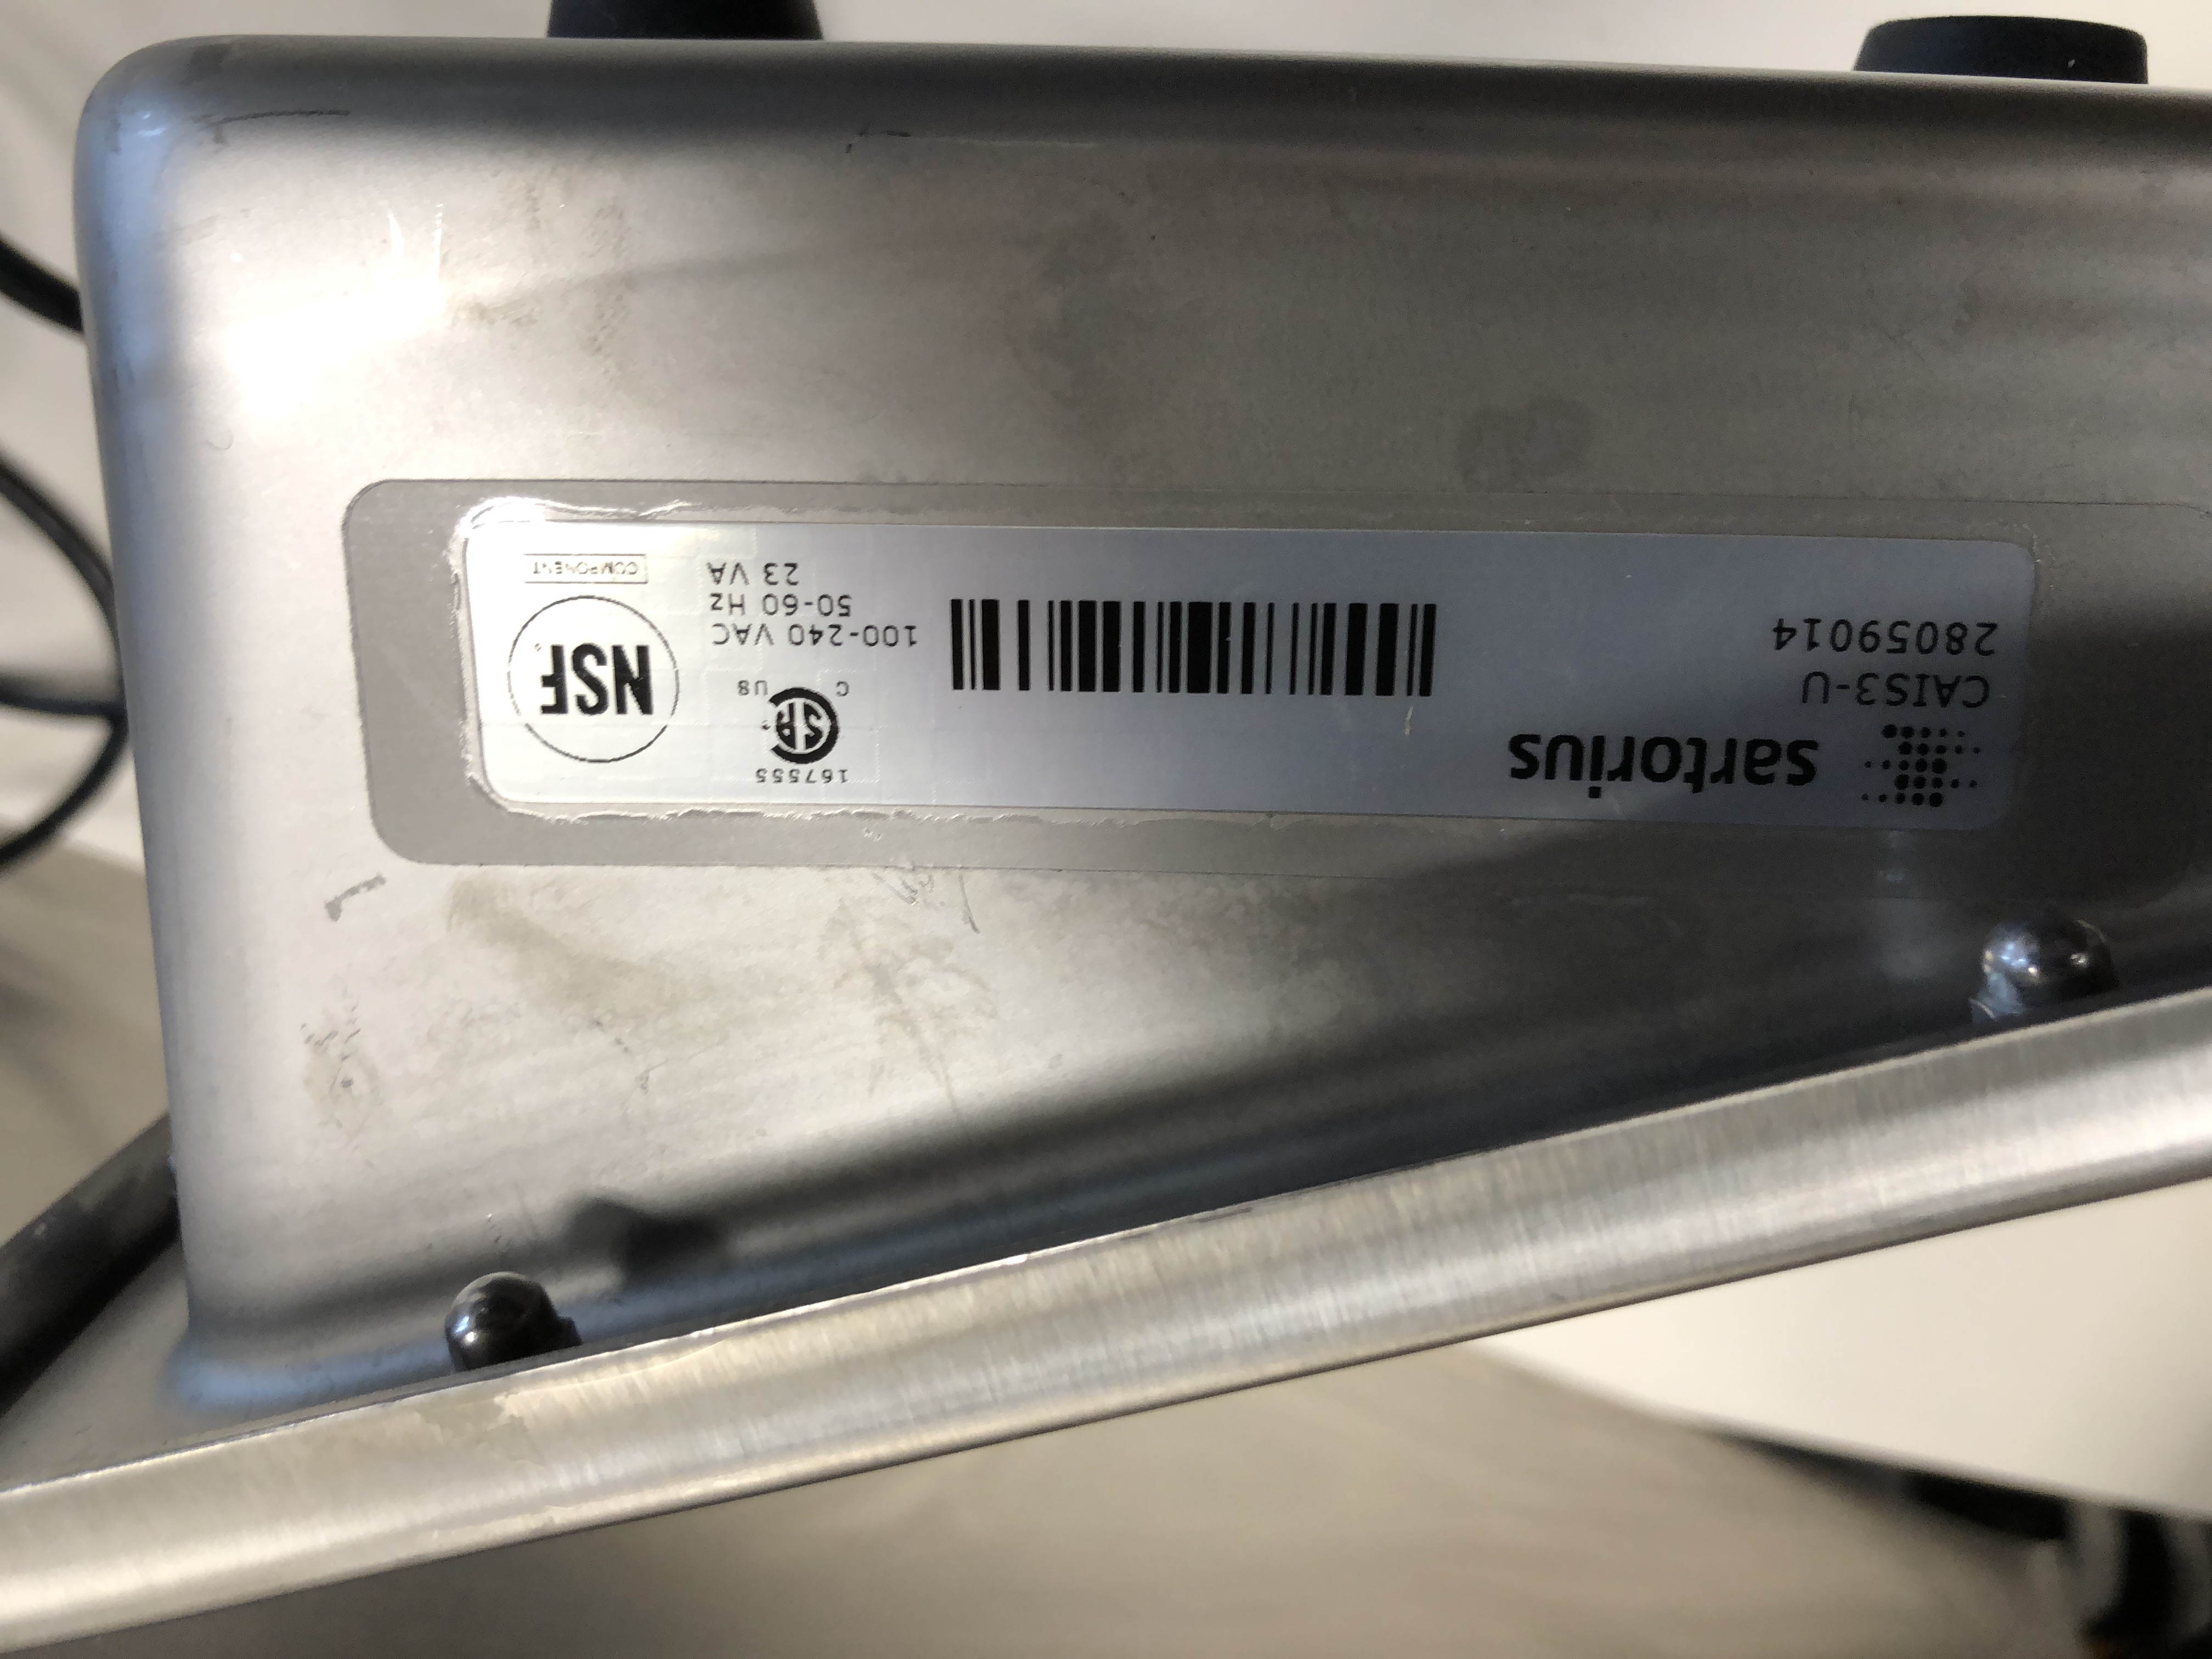 sartorius
CAIS3-U
28059014
167555
C US
100-240 VAC
50-60 Hz
23 VA
NSF
COMPONENT